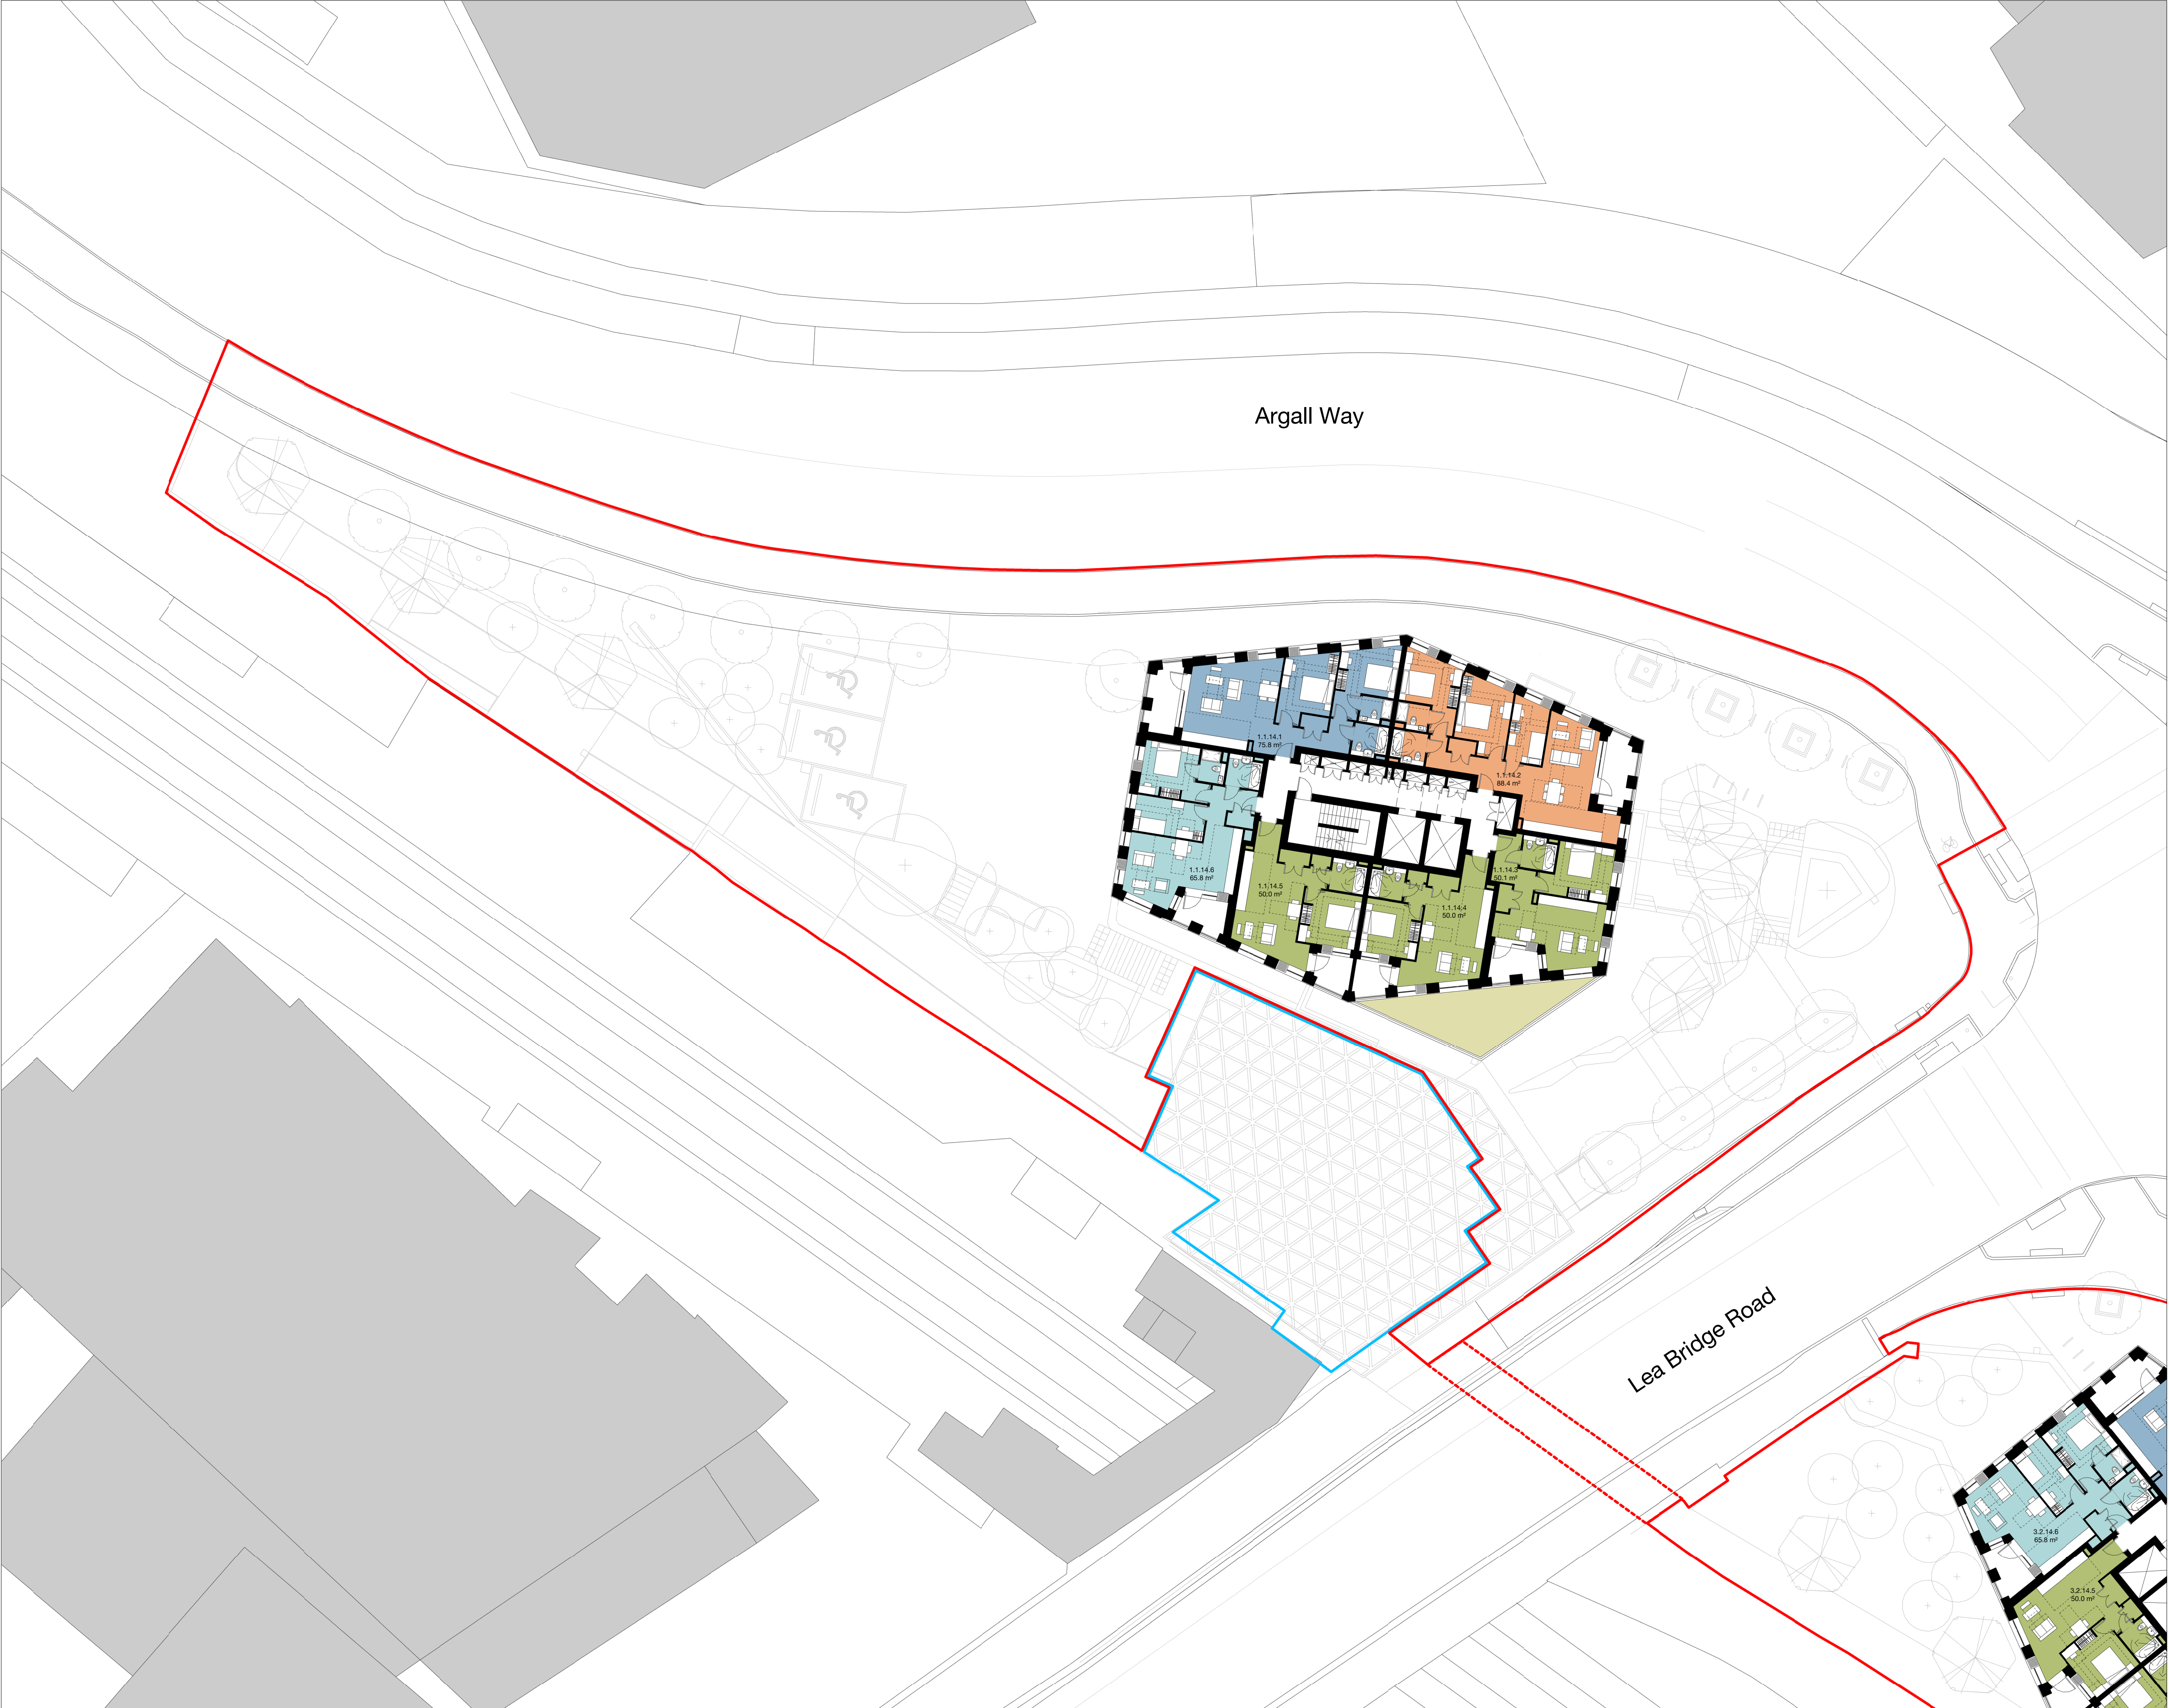 Argall Way
1.1.14.1
75.8 m²
1.1.14.2
88.4 m²
1.1.14.6
65.8 m²
1.1.14.5
50.0 m²
1.1.14.3
50.1 m²
1.1.14.4
50.0 m²
Lea Bridge Road
3.2.14.6
65.8 m²
3.2.14.5
50.0 m²